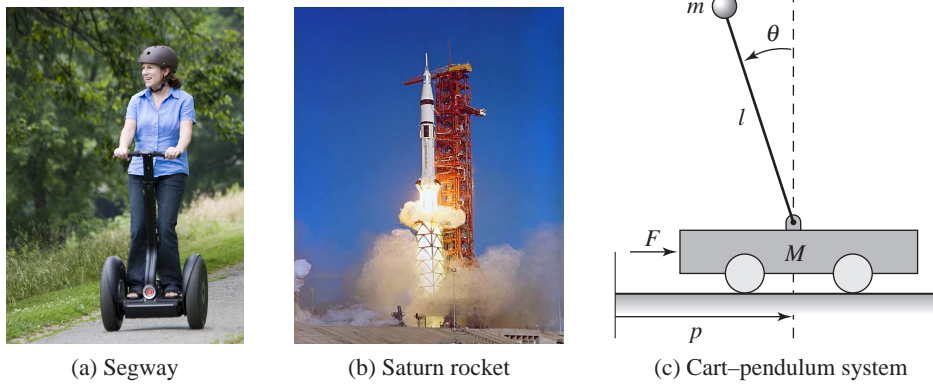 m
θ
l
F
M
p
(a) Segway
(b) Saturn rocket
(c) Cart–pendulum system